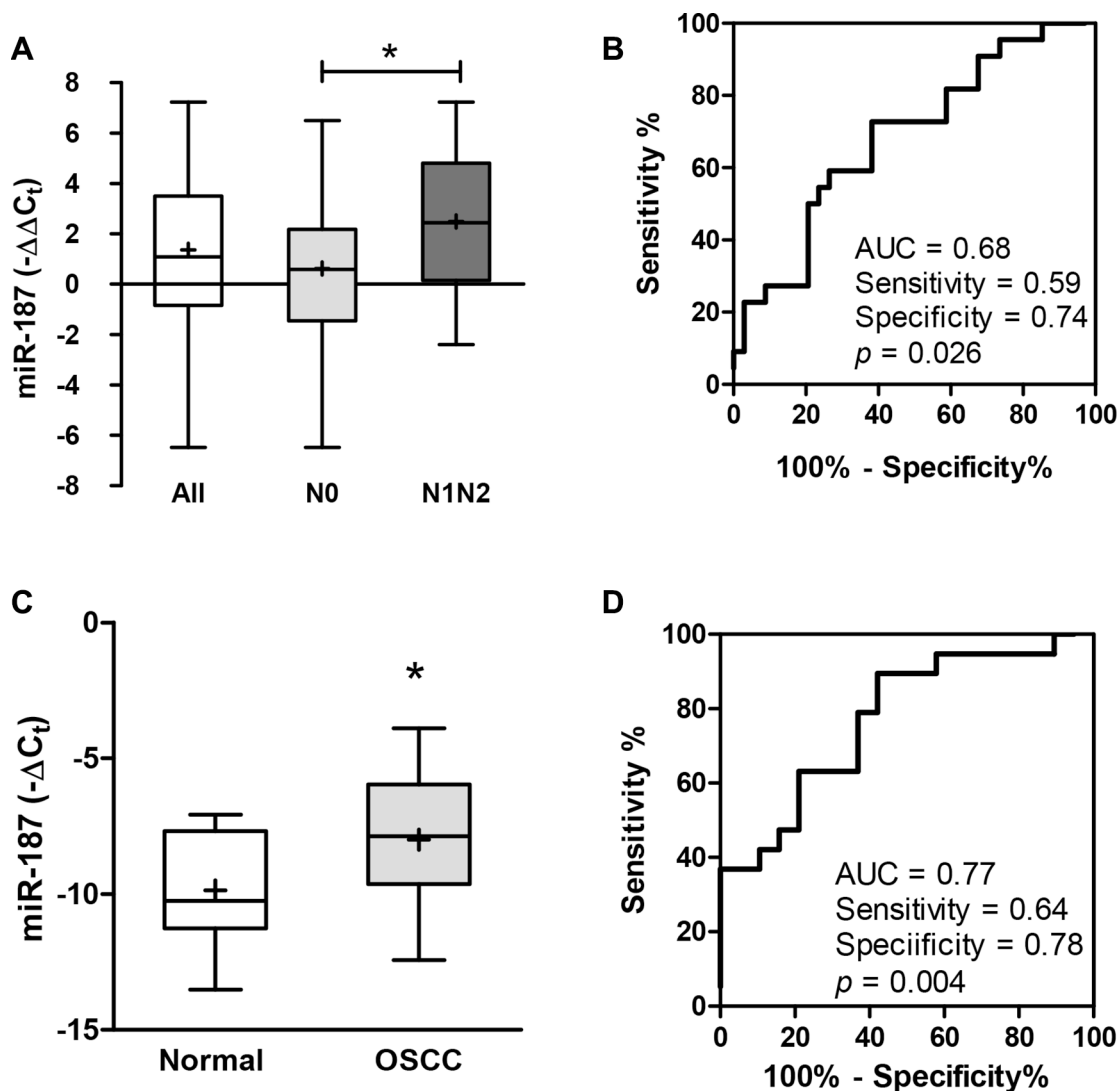 A
miR-187 (-ΔΔCt)
8
6
4
2
0
-2
-4
-6
-8
*
All
N0
N1N2
B
Sensitivity %
100
80
60
40
20
0
AUC = 0.68
Sensitivity = 0.59
Specificity = 0.74
p = 0.026
0
20
40
60
80
100
100% - Specificity%
C
miR-187 (-ΔCt)
0
-5
-10
-15
*
Normal
OSCC
D
Sensitivity %
100
80
60
40
20
0
AUC = 0.77
Sensitivity = 0.64
Speciificity = 0.78
p = 0.004
0
20
40
60
80
100
100% - Specificity%